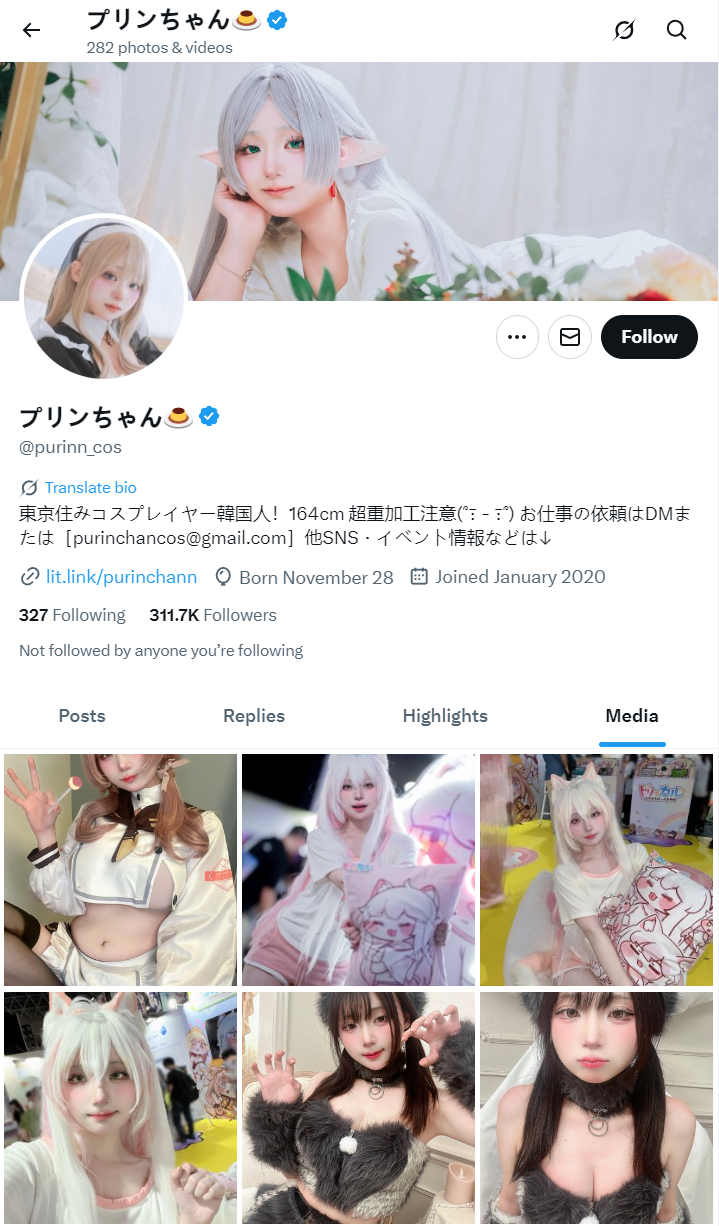 プリンちゃん🍮
282 photos & videos
Follow
プリンちゃん🍮
@purinn_cos
Translate bio
東京住みコスプレイヤー韓国人！164cm 超重加工注意(˚ ˃̣̣̥ - ˂̣̣̥ ˚) お仕事の依頼はDMま
たは［purinchancos@gmail.com］他SNS・イベント情報などは↓
lit.link/purinchann Born November 28 Joined January 2020
327 Following 311.7K Followers
Not followed by anyone you’re following
Posts Replies Highlights Media